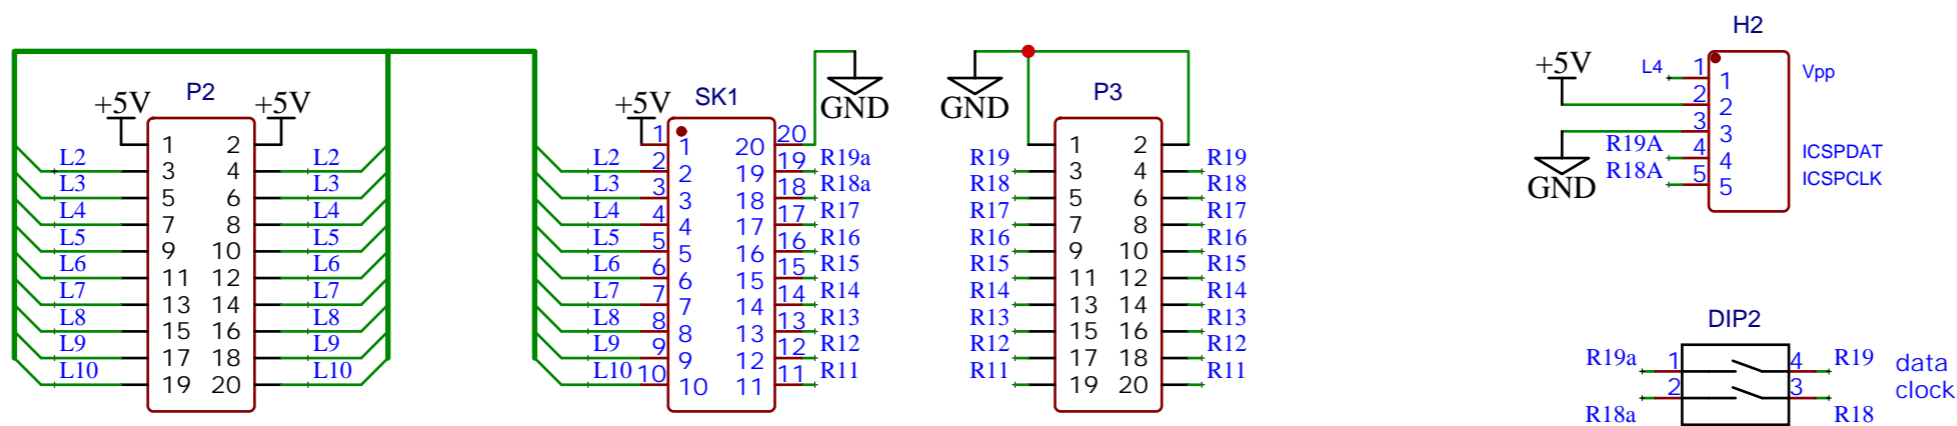 H2
+5V
L4 1 1 Vpp
2 2
3 3
R19A 4 4 ICSPDAT
R18A 5 5 ICSPCLK
GND
P2
+5V +5V
1 2
L2 3 4 L2
L3 5 6 L3
L4 7 8 L4
L5 9 10 L5
L6 11 12 L6
L7 13 14 L7
L8 15 16 L8
L9 17 18 L9
L10 19 20 L10
SK1
+5V GND
1 1 20 20
L2 2 2 19 19 R19a
L3 3 3 18 18 R18a
L4 4 4 17 17 R17
L5 5 5 16 16 R16
L6 6 6 15 15 R15
L7 7 7 14 14 R14
L8 8 8 13 13 R13
L9 9 9 12 12 R12
L10 10 10 11 11 R11
GND P3
1 2
R19 3 4 R19
R18 5 6 R18
R17 7 8 R17
R16 9 10 R16
R15 11 12 R15
R14 13 14 R14
R13 15 16 R13
R12 17 18 R12
R11 19 20 R11
DIP2
R19a 1 4 R19 data
R18a 2 3 R18 clock